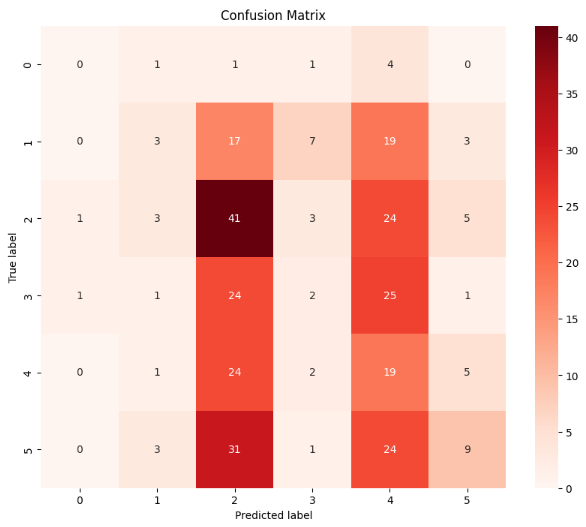 Confusion Matrix
0 0 1 1 1 4 0
1 0 3 17 7 19 3
2 1 3 41 3 24 5
3 1 1 24 2 25 1
4 0 1 24 2 19 5
5 0 3 31 1 24 9
0 1 2 3 4 5
Predicted label
True label
40
35
30
25
20
15
10
5
0